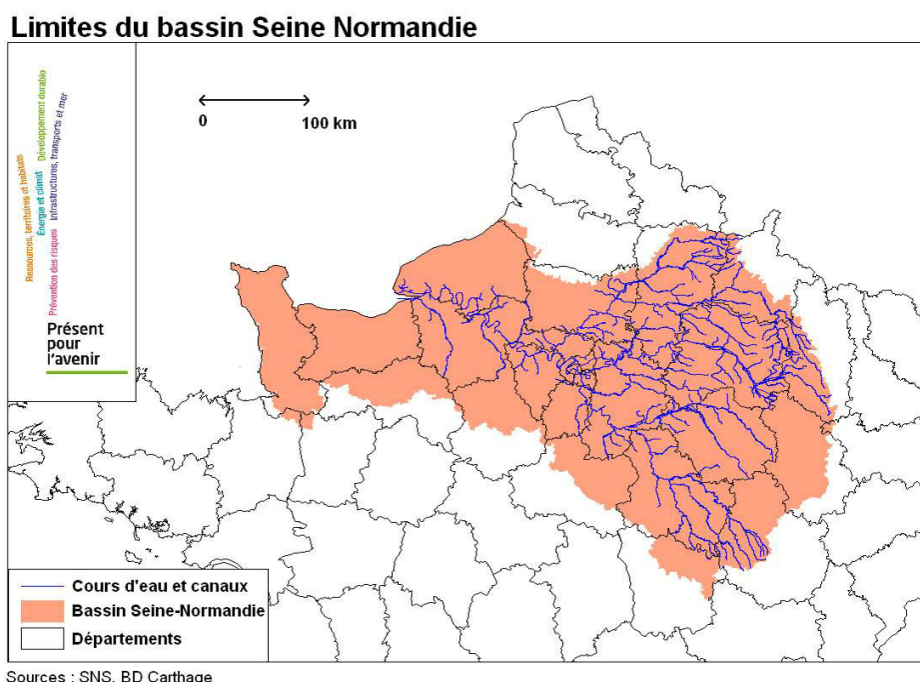 Limites du bassin Seine Normandie
Ressources, territoires et habitats
Énergie et climat Développement durable
Prévention des risques Infrastructures, transports et mer
Présent
pour
l'avenir
0 100 km
Cours d'eau et canaux
Bassin Seine-Normandie
Départements
Sources : SNS, BD Carthage